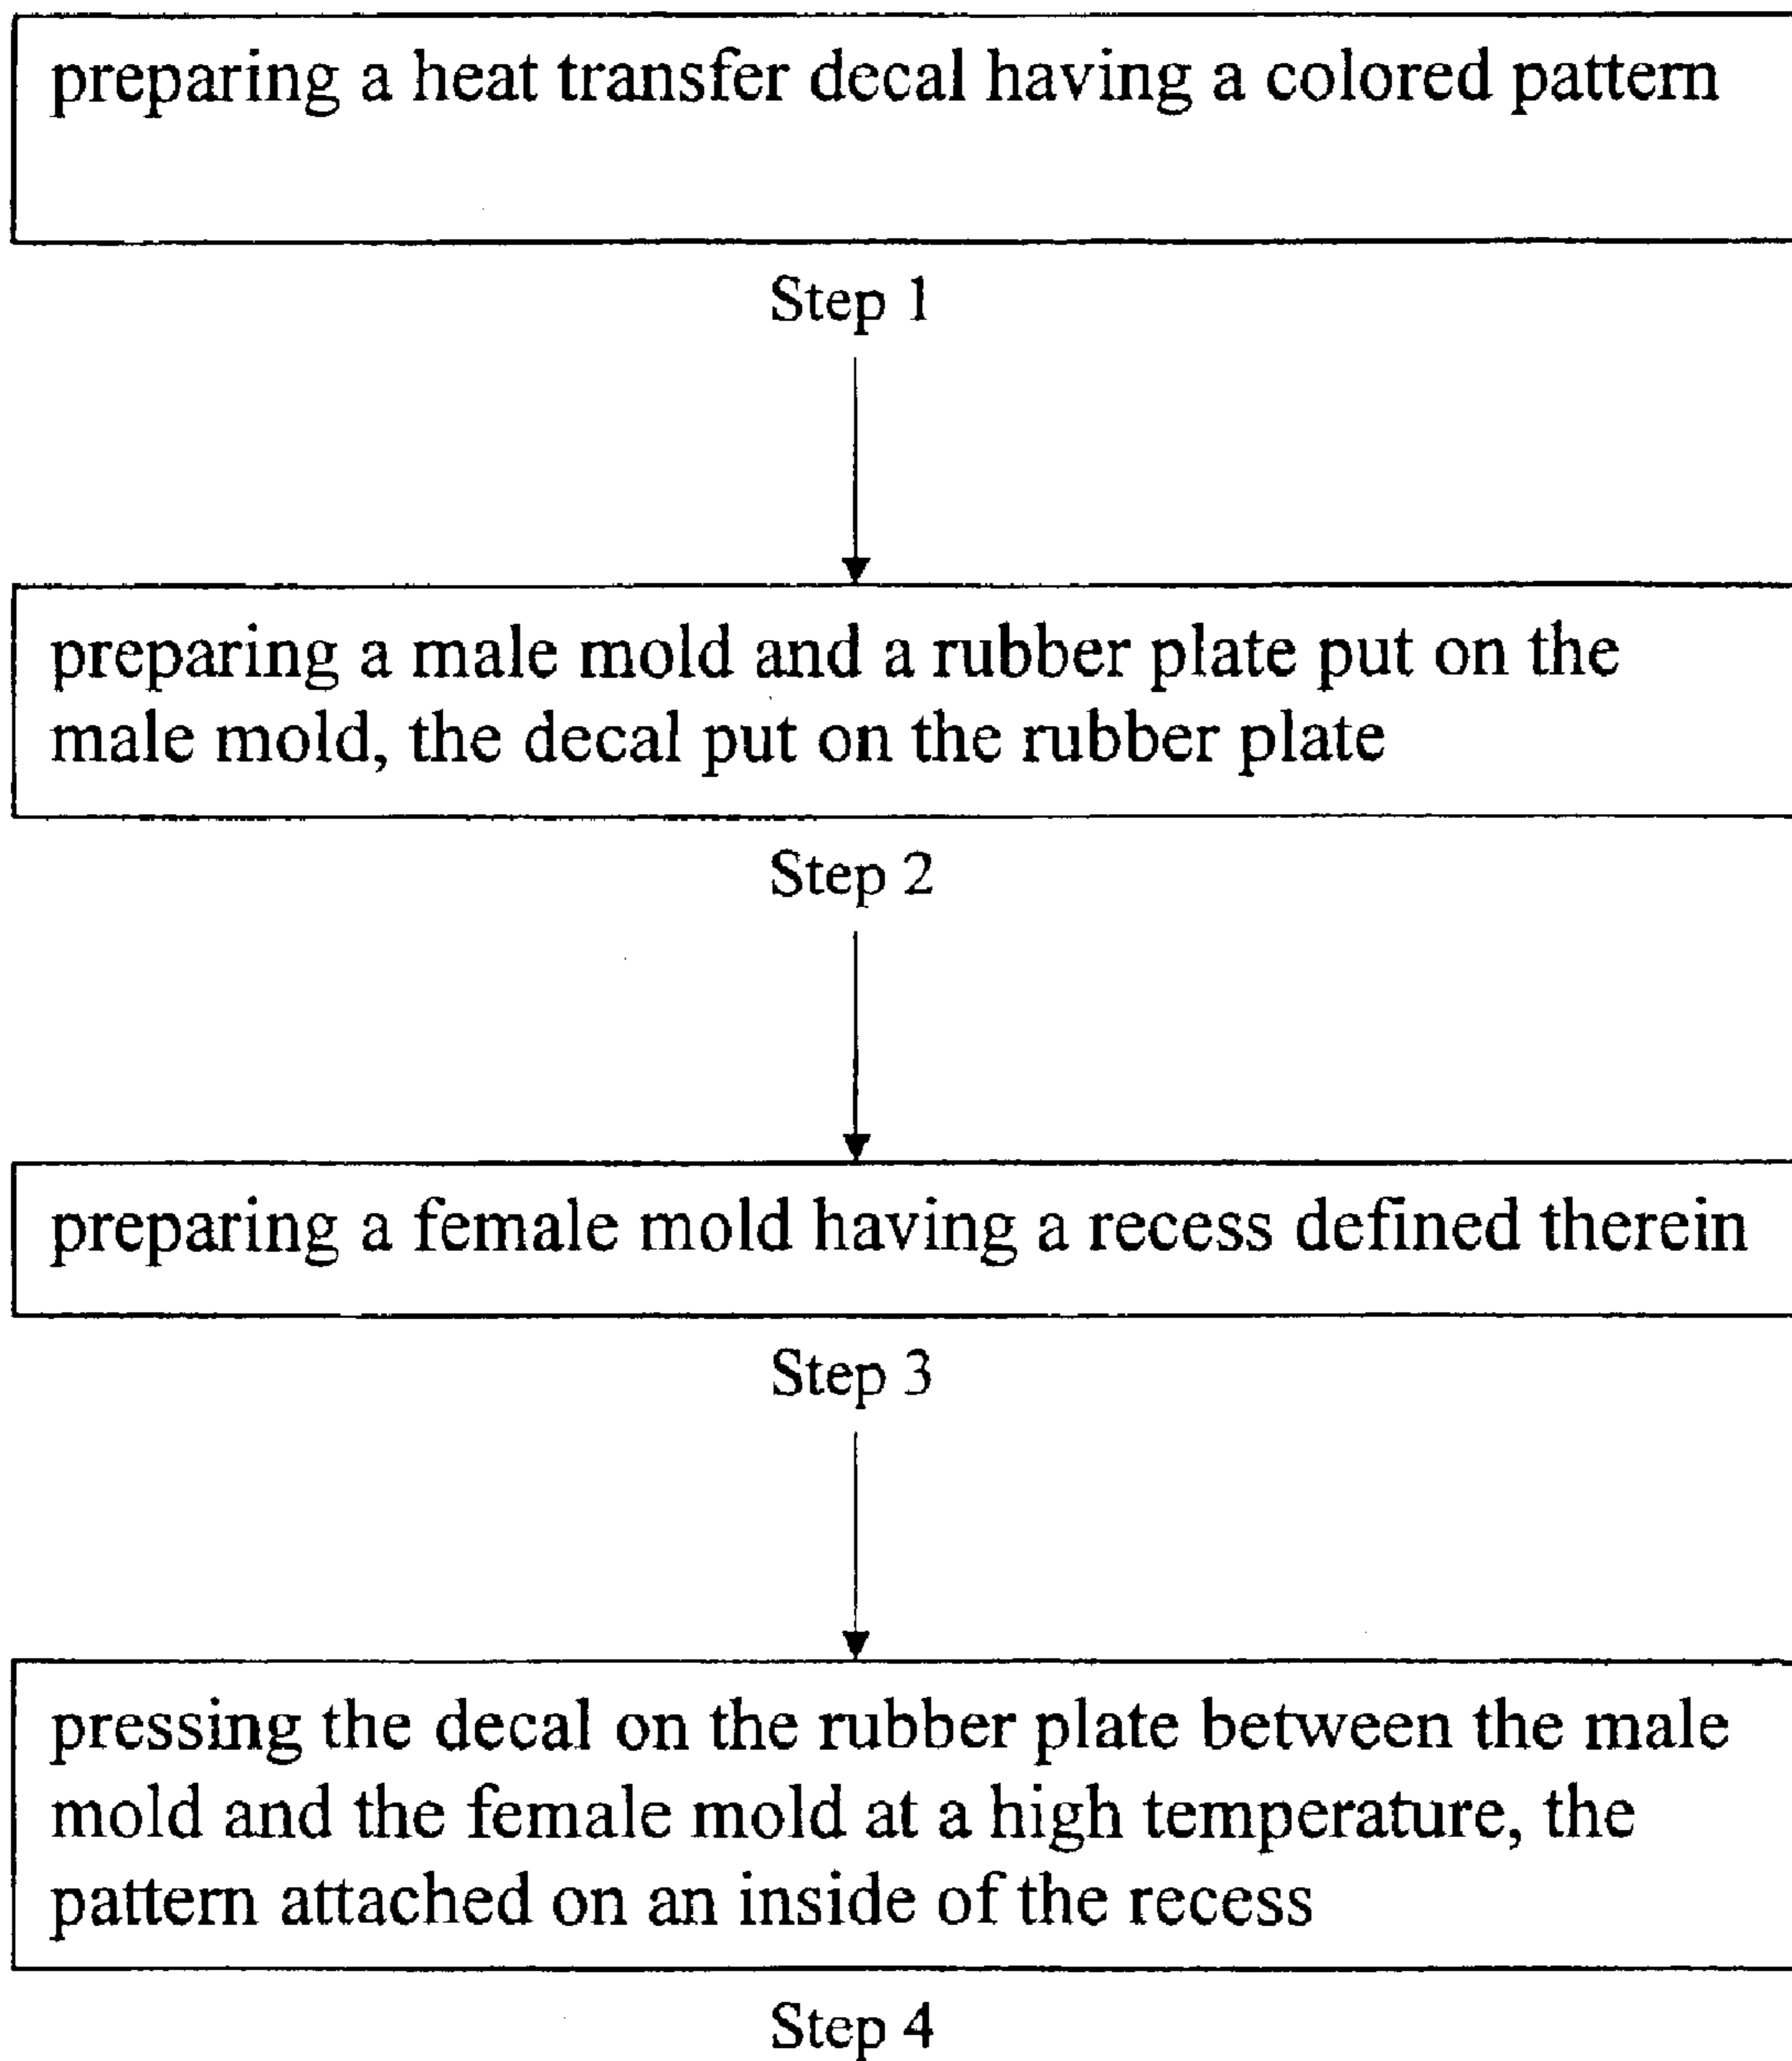 preparing a heat transfer decal having a colored pattern
Step 1
preparing a male mold and a rubber plate put on the
male mold, the decal put on the rubber plate
Step 2
preparing a female mold having a recess defined therein
Step 3
pressing the decal on the rubber plate between the male
mold and the female mold at a high temperature, the
pattern attached on an inside of the recess
Step 4